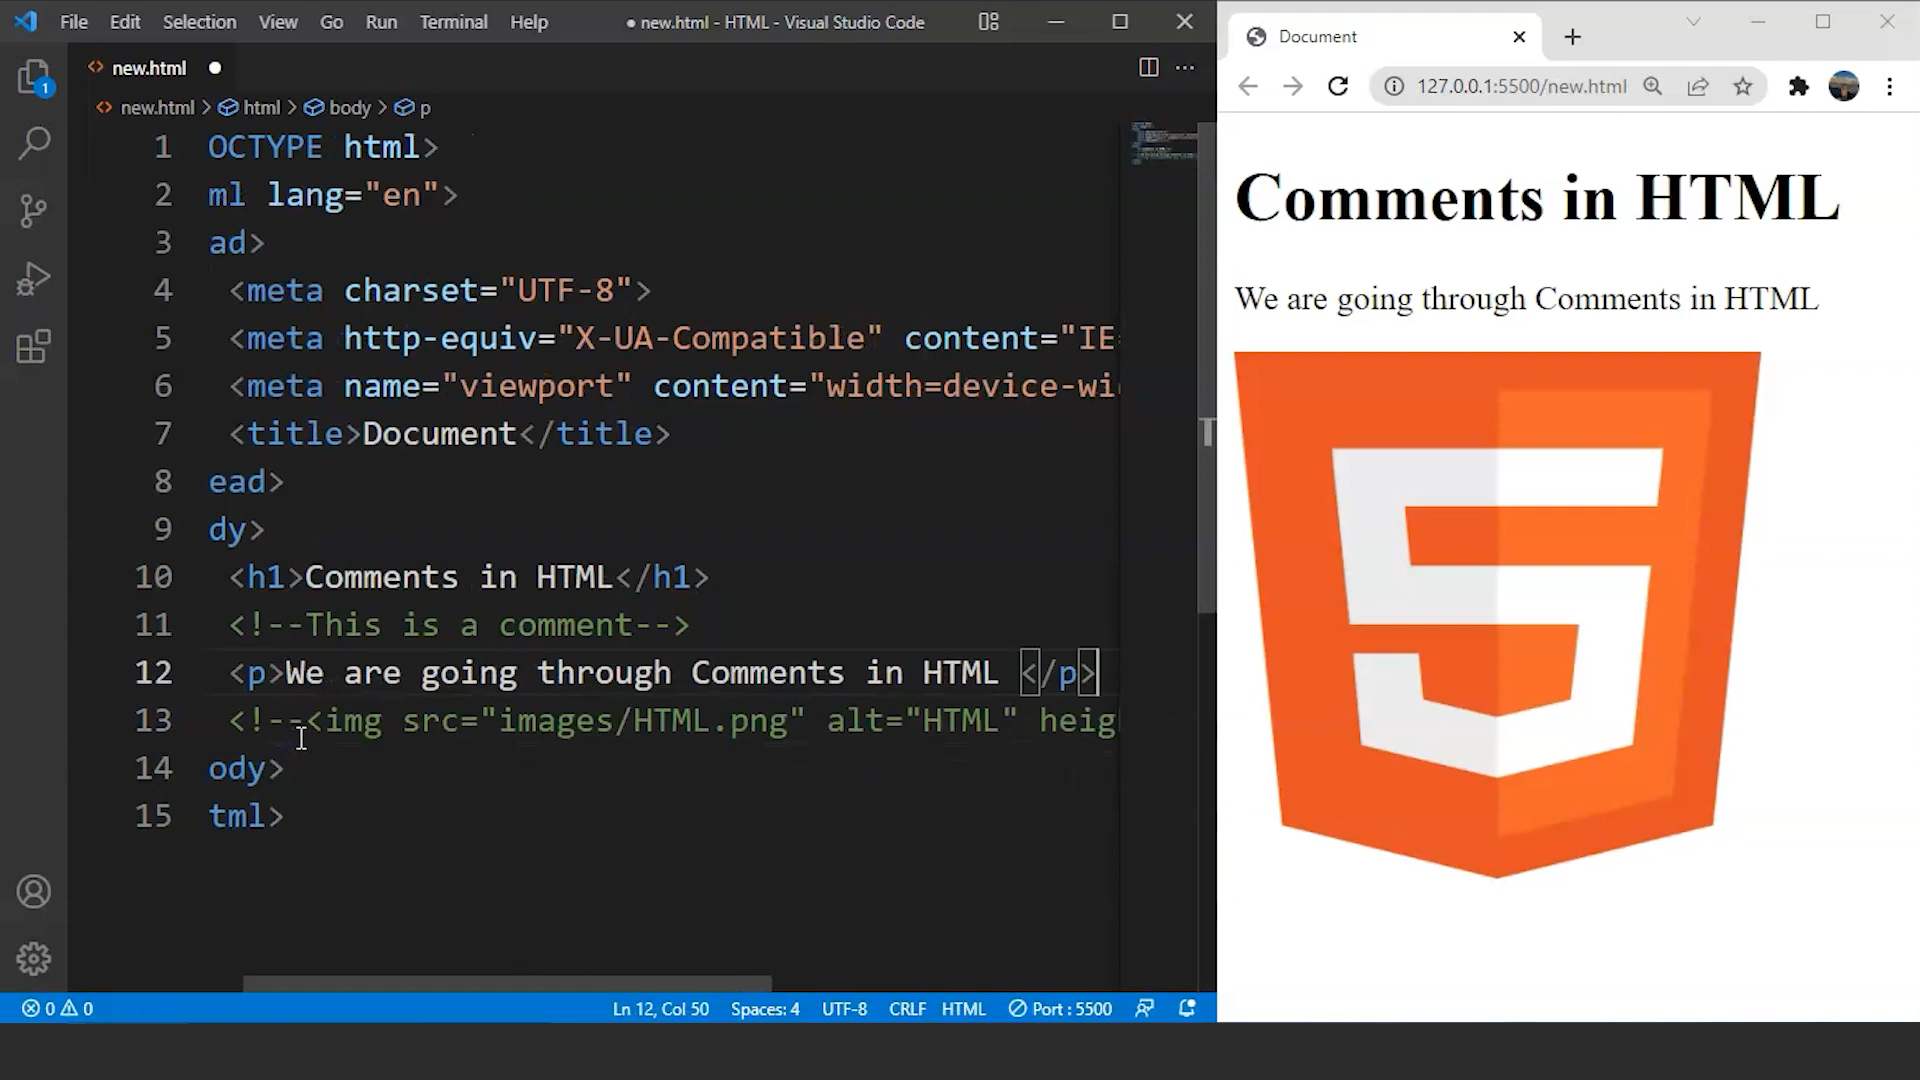 File Edit Selection View Go Run Terminal Help ● new.html - HTML - Visual Studio Code
new.html
new.html > html > body > p
1 OCTYPE html>
2 ml lang="en">
3 ad>
4 <meta charset="UTF-8">
5 <meta http-equiv="X-UA-Compatible" content="IE=
6 <meta name="viewport" content="width=device-wi
7 <title>Document</title>
8 ead>
9 dy>
10 <h1>Comments in HTML</h1>
11 <!--This is a comment-->
12 <p>We are going through Comments in HTML </p>
13 <!--<img src="images/HTML.png" alt="HTML" heig
14 ody>
15 tml>
1
0 0 Ln 12, Col 50 Spaces: 4 UTF-8 CRLF HTML Port : 5500
Document
127.0.0.1:5500/new.html
Comments in HTML
We are going through Comments in HTML
5